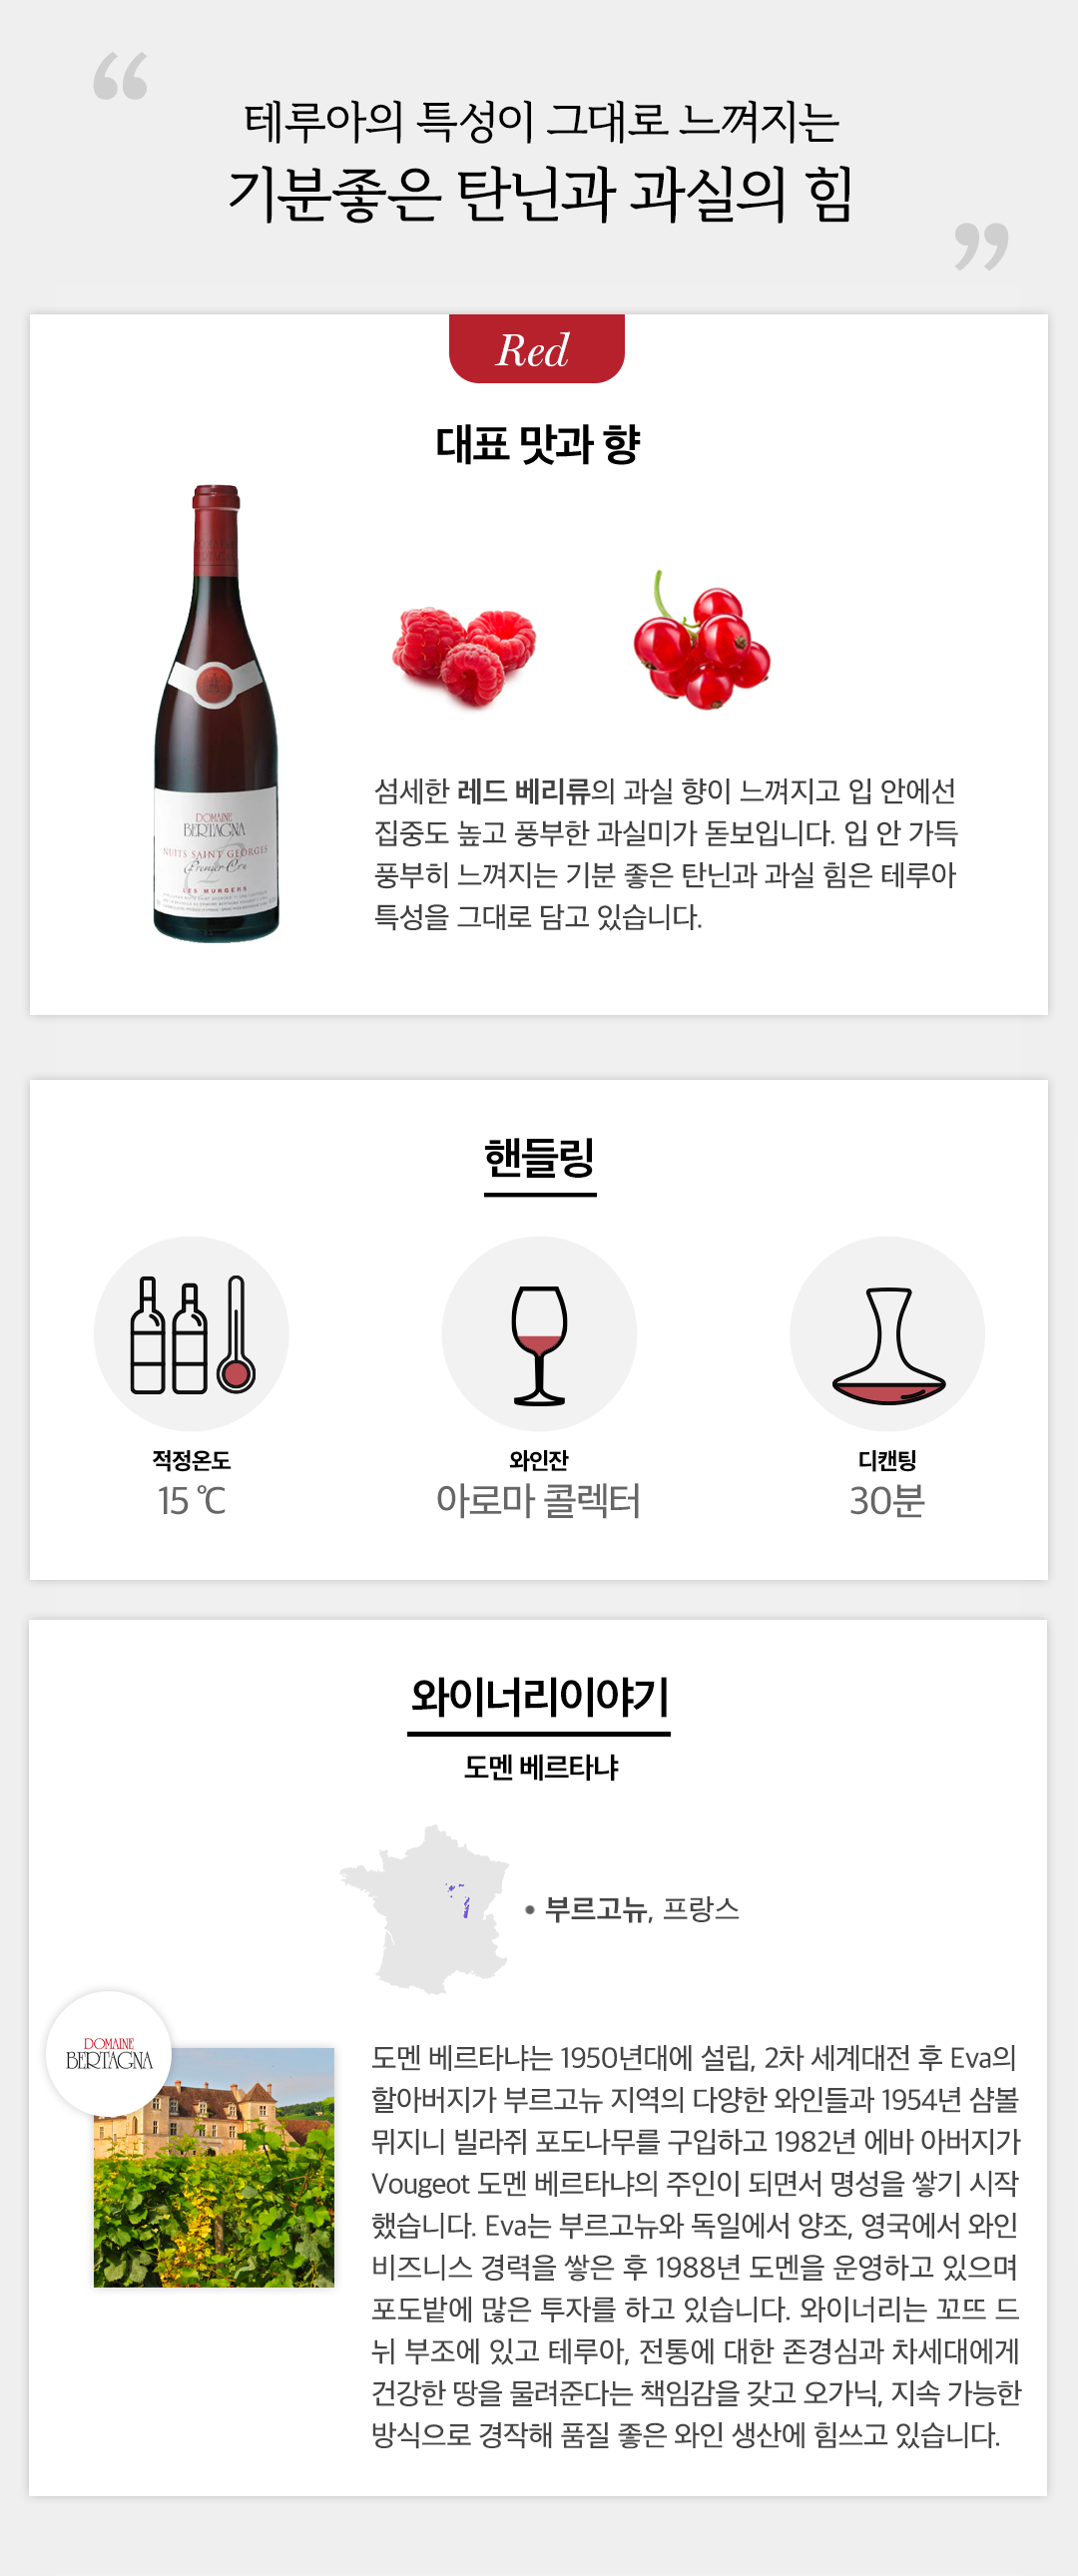 “
테루아의 특성이 그대로 느껴지는
기분좋은 탄닌과 과실의 힘
”
Red
대표 맛과 향
DOMAINE
BERTAGNA
NUITS SAINT GEORGES
Premier Cru
LES MURGERS
섬세한 레드 베리류의 과실 향이 느껴지고 입 안에선
집중도 높고 풍부한 과실미가 돋보입니다. 입 안 가득
풍부히 느껴지는 기분 좋은 탄닌과 과실 힘은 테루아
특성을 그대로 담고 있습니다.
핸들링
적정온도
15 ℃
와인잔
아로마 콜렉터
디캔팅
30분
와이너리이야기
도멘 베르타냐
• 부르고뉴, 프랑스
DOMAINE
BERTAGNA
도멘 베르타냐는 1950년대에 설립, 2차 세계대전 후 Eva의
할아버지가 부르고뉴 지역의 다양한 와인들과 1954년 샴볼
뮈지니 빌라쥐 포도나무를 구입하고 1982년 에바 아버지가
Vougeot 도멘 베르타냐의 주인이 되면서 명성을 쌓기 시작
했습니다. Eva는 부르고뉴와 독일에서 양조, 영국에서 와인
비즈니스 경력을 쌓은 후 1988년 도멘을 운영하고 있으며
포도밭에 많은 투자를 하고 있습니다. 와이너리는 꼬뜨 드
뉘 부조에 있고 테루아, 전통에 대한 존경심과 차세대에게
건강한 땅을 물려준다는 책임감을 갖고 오가닉, 지속 가능한
방식으로 경작해 품질 좋은 와인 생산에 힘쓰고 있습니다.